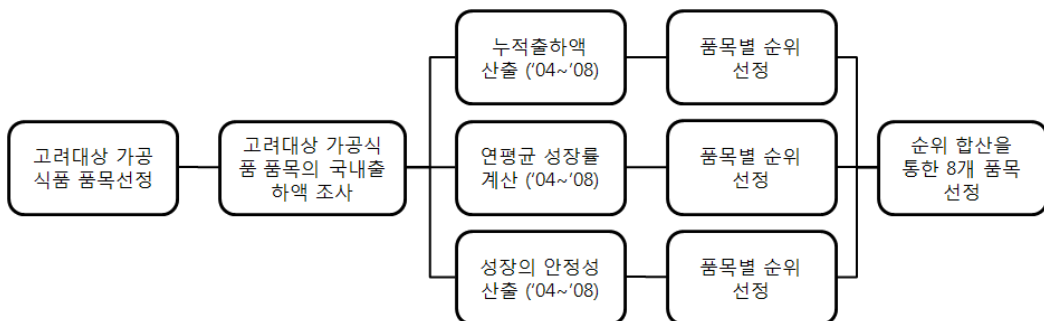 고려대상 가공
식품 품목선정
고려대상 가공식
품 품목의 국내출
하액 조사
누적출하액
산출 (‘04~’08)
품목별 순위
선정
연평균 성장률
계산 (‘04~’08)
품목별 순위
선정
성장의 안정성
산출 (‘04~’08)
품목별 순위
선정
순위 합산을
통한 8개 품목
선정